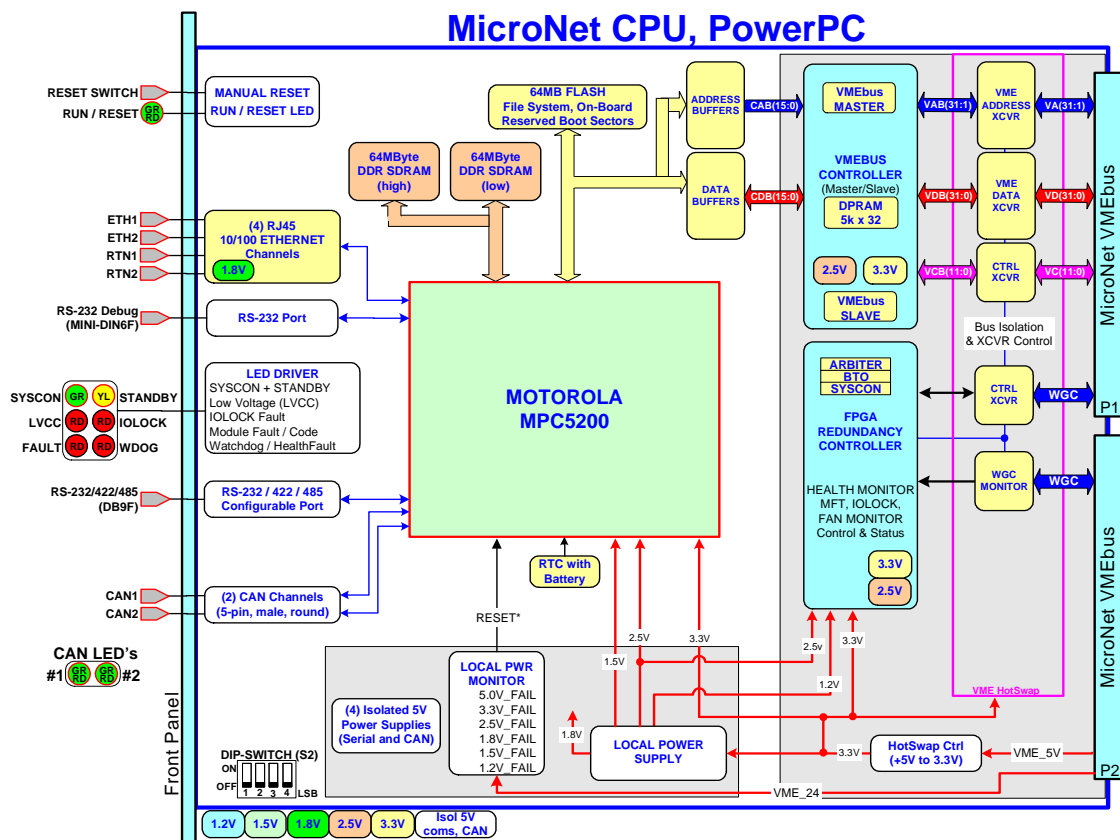 MicroNet CPU, PowerPC
RESET SWITCH
RUN / RESET
GR
RD
MANUAL RESET
RUN / RESET LED
64MB FLASH
File System, On-Board
Reserved Boot Sectors
ADDRESS
BUFFERS
CAB(15:0)
VMEbus
MASTER
VAB(31:1)
VME
ADDRESS
XCVR
VA(31:1)
64MByte
DDR SDRAM
(high)
64MByte
DDR SDRAM
(low)
DATA
BUFFERS
CDB(15:0)
VMEBUS
CONTROLLER
(Master/Slave)
DPRAM
5k x 32
2.5V
3.3V
VMEbus
SLAVE
VDB(31:0)
VME
DATA
XCVR
VD(31:0)
VCB(11:0)
CTRL
XCVR
VC(11:0)
MicroNet VMEbus
P1
ETH1
ETH2
RTN1
RTN2
(4) RJ45
10/100 ETHERNET
Channels
1.8V
RS-232 Debug
(MINI-DIN6F)
RS-232 Port
MOTOROLA
MPC5200
Bus Isolation
& XCVR Control
SYSCON
GR
YL
STANDBY
LVCC
RD
RD
IOLOCK
FAULT
RD
RD
WDOG
LED DRIVER
SYSCON + STANDBY
Low Voltage (LVCC)
IOLOCK Fault
Module Fault / Code
Watchdog / HealthFault
ARBITER
BTO
SYSCON
FPGA
REDUNDANCY
CONTROLLER
HEALTH MONITOR
MFT, IOLOCK,
FAN MONITOR
Control & Status
3.3V
2.5V
CTRL
XCVR
WGC
WGC
MONITOR
WGC
MicroNet VMEbus
P2
RS-232/422/485
(DB9F)
RS-232 / 422 / 485
Configurable Port
RTC with
Battery
CAN1
CAN2
(2) CAN Channels
(5-pin, male, round)
RESET*
CAN LED's
#1
GR
RD
GR
RD
#2
Front Panel
1.5V
2.5V
3.3V
2.5v
1.2V
3.3V
VME HotSwap
(4) Isolated 5V
Power Supplies
(Serial and CAN)
LOCAL PWR
MONITOR
5.0V_FAIL
3.3V_FAIL
2.5V_FAIL
1.8V_FAIL
1.5V_FAIL
1.2V_FAIL
1.8V
LOCAL POWER
SUPPLY
3.3V
HotSwap Ctrl
(+5V to 3.3V)
VME_5V
VME_24
DIP-SWITCH (S2)
ON
OFF
1 2 3 4
LSB
1.2V
1.5V
1.8V
2.5V
3.3V
Isol 5V
coms, CAN